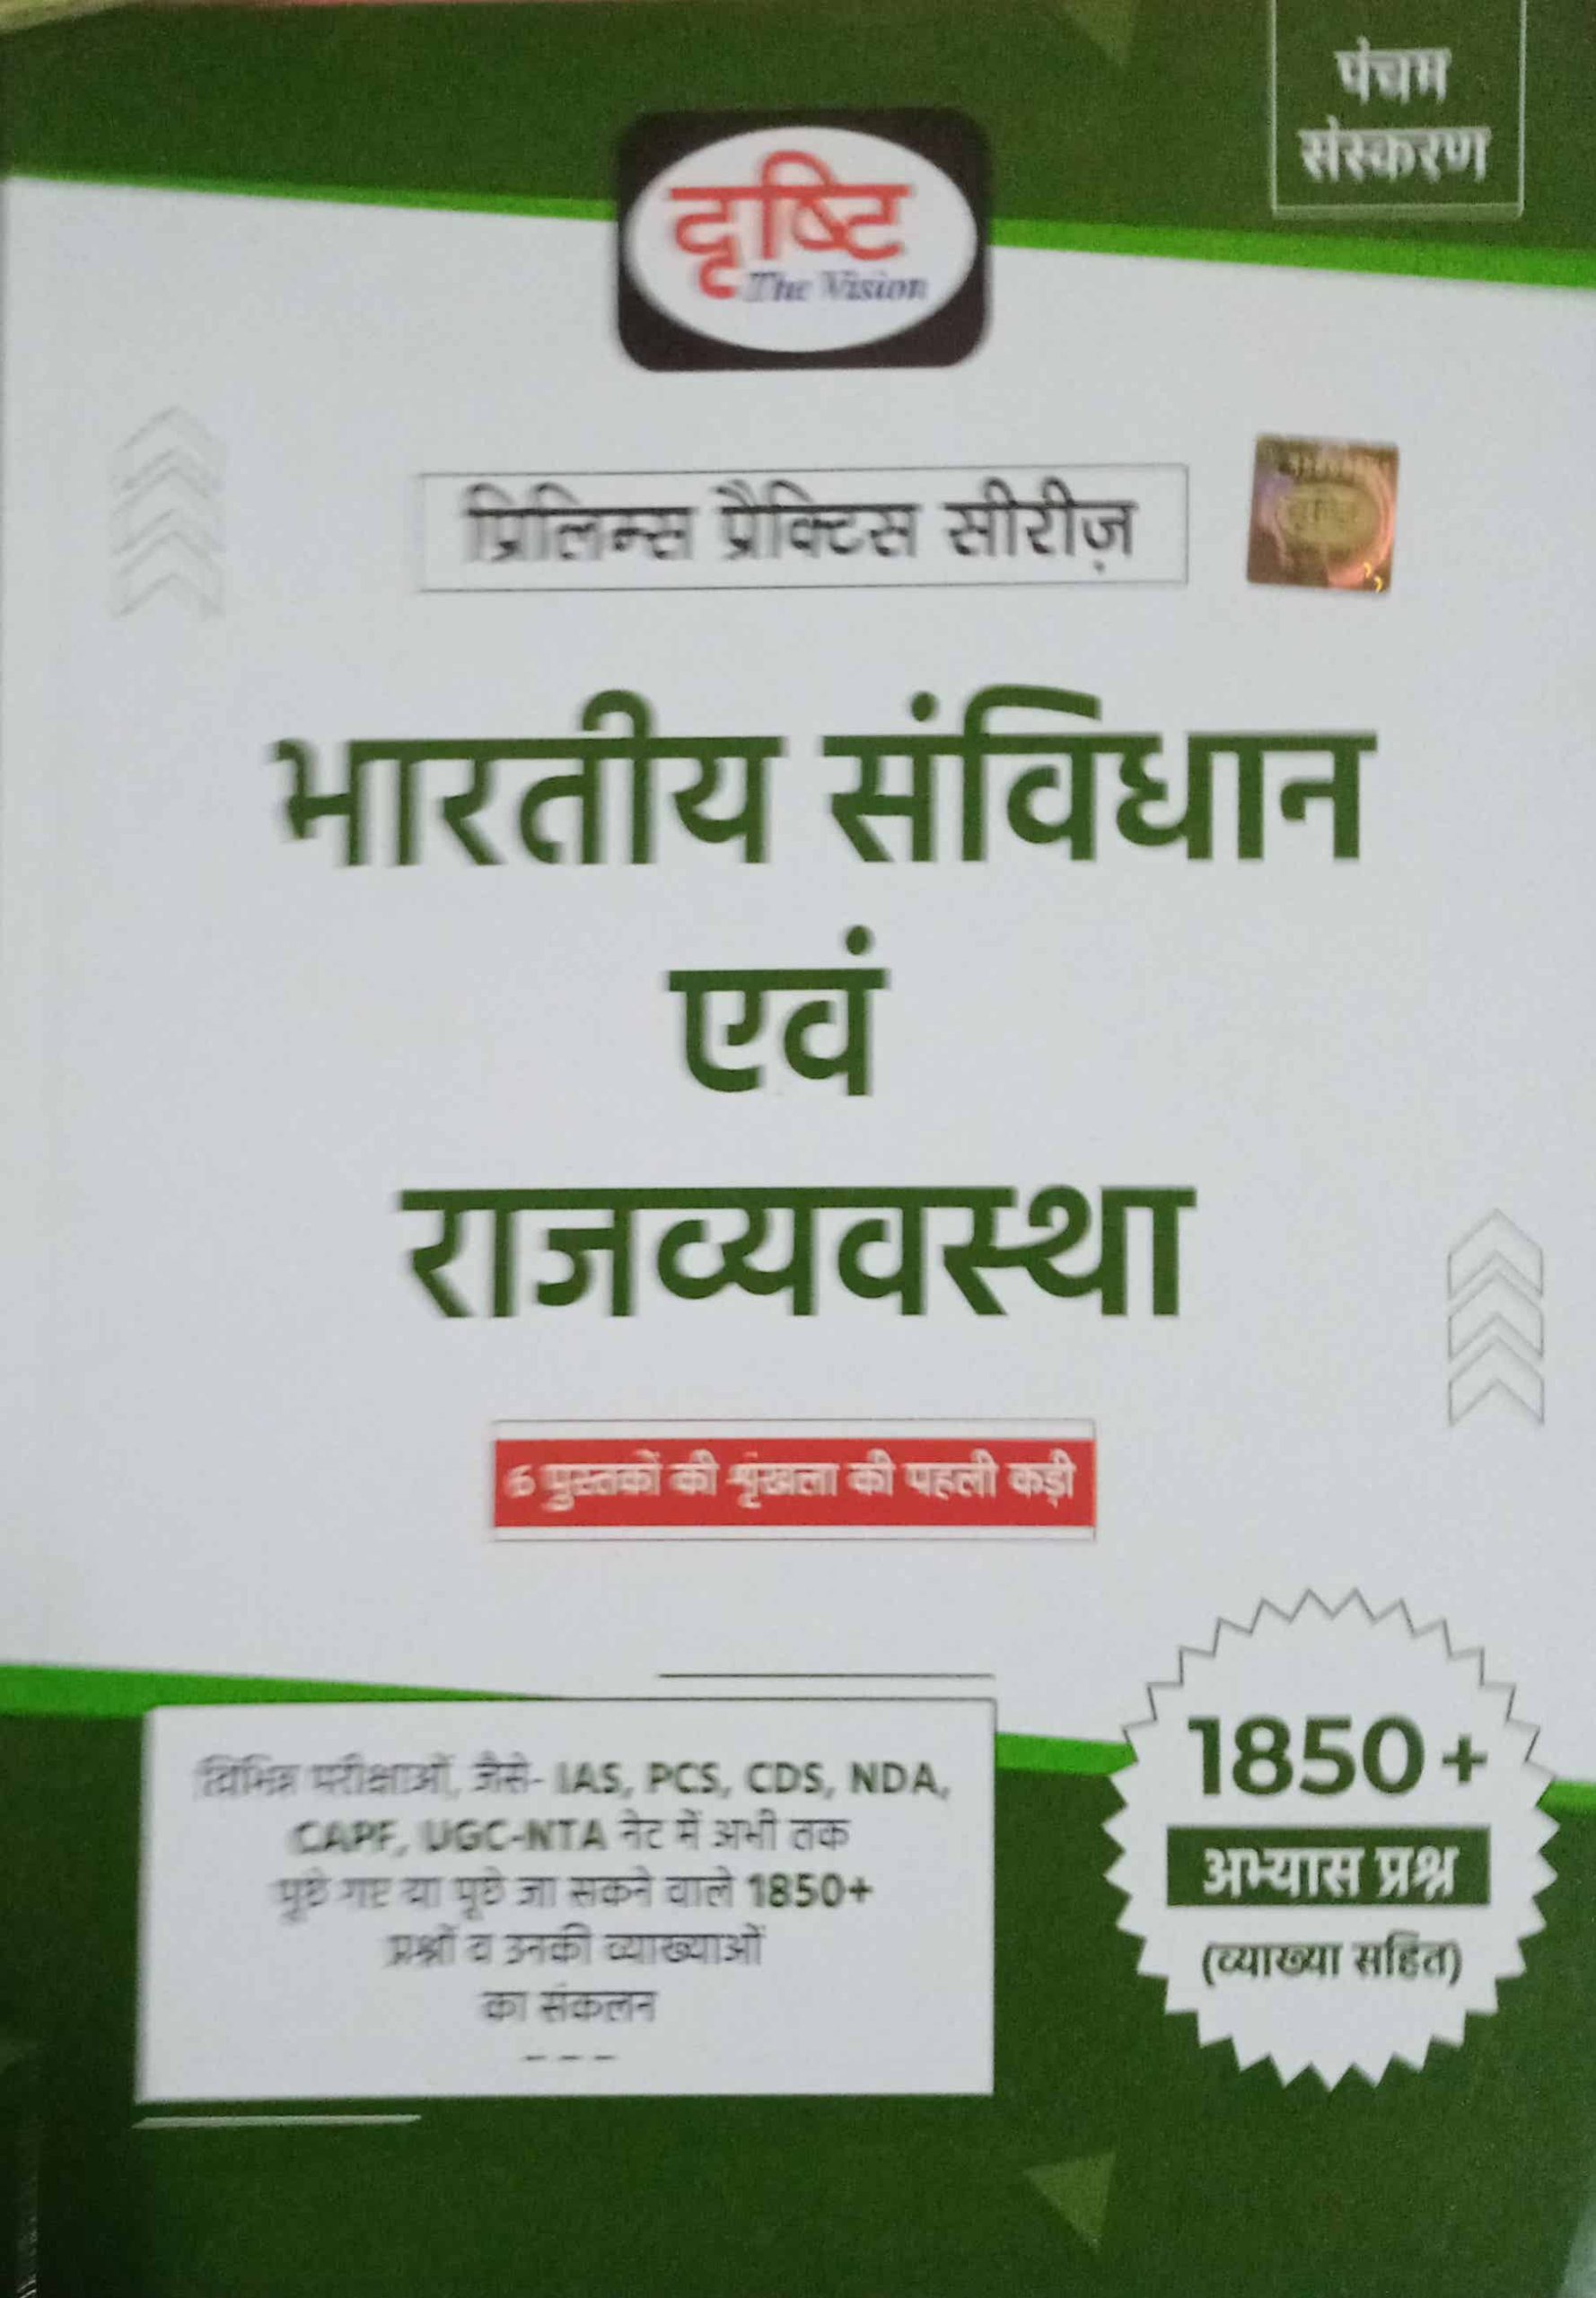 पंचम
संस्करण
दृष्टि
The Vision
प्रिलिम्स प्रैक्टिस सीरीज़
भारतीय संविधान
एवं
राजव्यवस्था
6 पुस्तकों की शृंखला की पहली कड़ी
विभिन्न परीक्षाओं, जैसे- IAS, PCS, CDS, NDA,
CAPF, UGC-NTA नेट में अभी तक
पूछे गए या पूछे जा सकने वाले 1850+
प्रश्नों व उनकी व्याख्याओं
का संकलन
1850+
अभ्यास प्रश्न
(व्याख्या सहित)